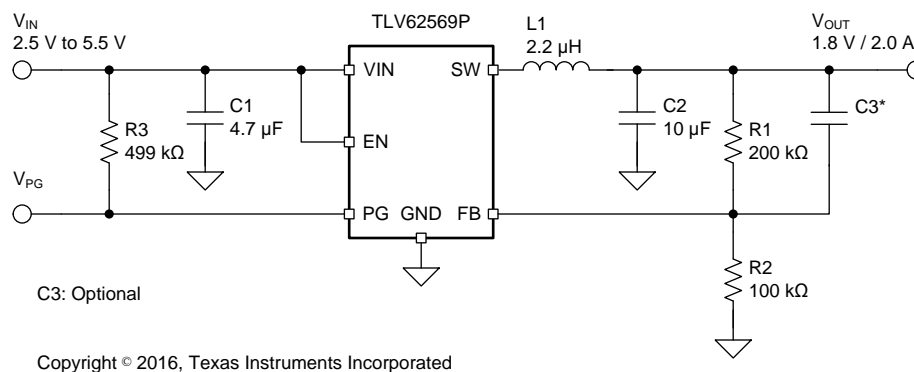 TLV62569P
V_IN
2.5 V to 5.5 V
L1
2.2 µH
V_OUT
1.8 V / 2.0 A
VIN
SW
C1
4.7 µF
C2
10 µF
C3*
R3
499 kΩ
EN
R1
200 kΩ
V_PG
PG
GND
FB
R2
100 kΩ
C3: Optional
Copyright © 2016, Texas Instruments Incorporated